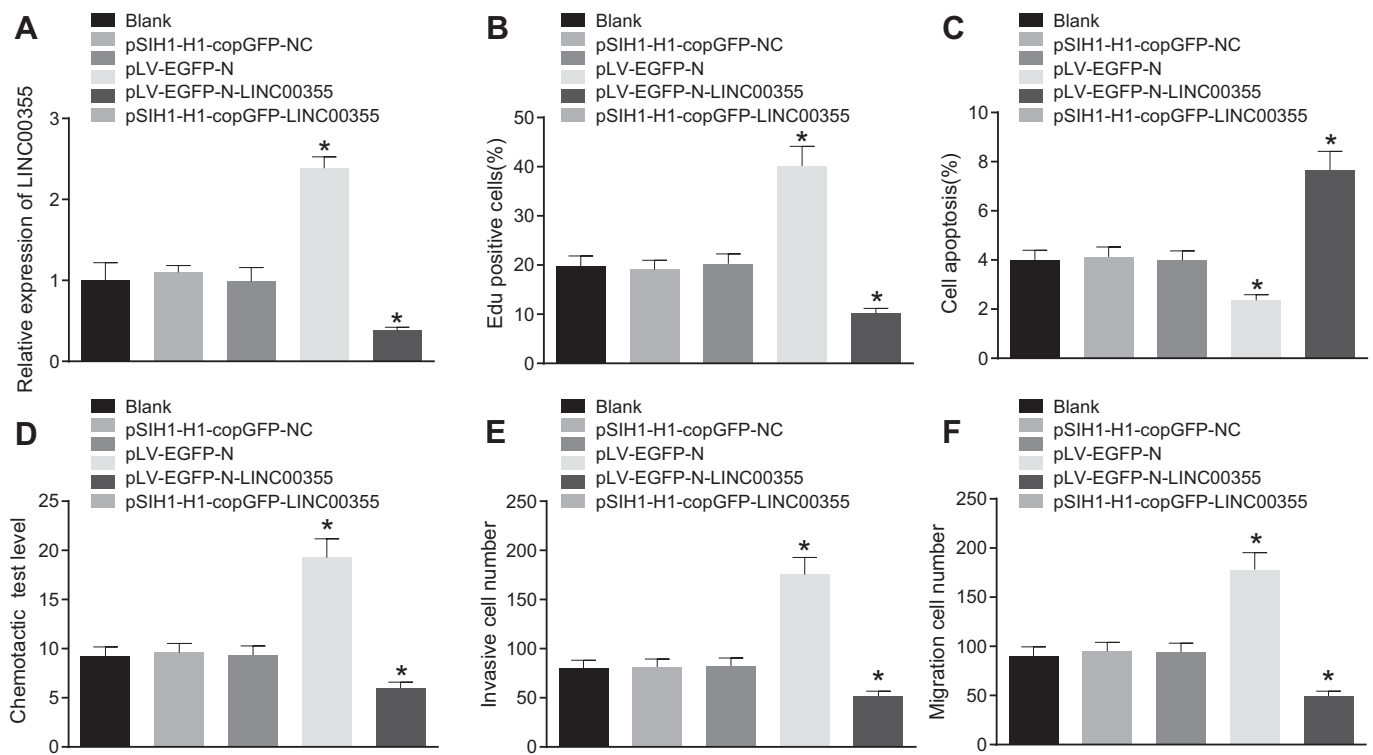 A
Blank
pSIH1-H1-copGFP-NC
pLV-EGFP-N
pLV-EGFP-N-LINC00355
pSIH1-H1-copGFP-LINC00355
Relative expression of LINC00355
3
2
1
0
*
*
B
Blank
pSIH1-H1-copGFP-NC
pLV-EGFP-N
pLV-EGFP-N-LINC00355
pSIH1-H1-copGFP-LINC00355
Edu positive cells(%)
50
40
30
20
10
0
*
*
C
Blank
pSIH1-H1-copGFP-NC
pLV-EGFP-N
pLV-EGFP-N-LINC00355
pSIH1-H1-copGFP-LINC00355
Cell apoptosis(%)
10
8
6
4
2
0
*
*
D
Blank
pSIH1-H1-copGFP-NC
pLV-EGFP-N
pLV-EGFP-N-LINC00355
pSIH1-H1-copGFP-LINC00355
Chemotactic test level
25
20
15
10
5
0
*
*
E
Blank
pSIH1-H1-copGFP-NC
pLV-EGFP-N
pLV-EGFP-N-LINC00355
pSIH1-H1-copGFP-LINC00355
Invasive cell number
250
200
150
100
50
0
*
*
F
Blank
pSIH1-H1-copGFP-NC
pLV-EGFP-N
pLV-EGFP-N-LINC00355
pSIH1-H1-copGFP-LINC00355
Migration cell number
250
200
150
100
50
0
*
*